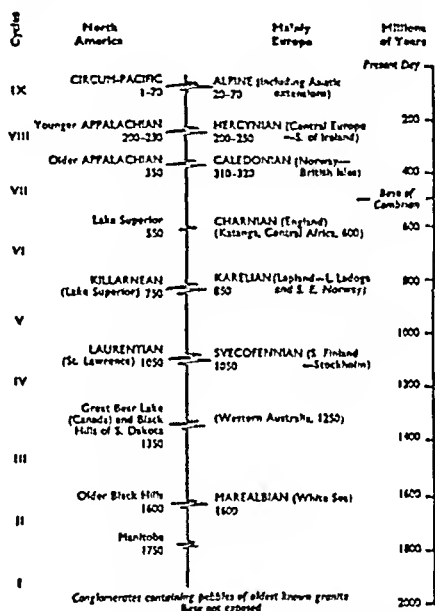 Cycles
North America
Mainly Europe
Millions of Years
Present Day
IX
CIRCUM-PACIFIC
1-70
ALPINE (including Asiatic
20-70 extensions)
200
VIII
Younger APPALACHIAN
200-230
HERCYNIAN (Central Europe
200-250 —S. of Ireland)
Older APPALACHIAN
350
CALEDONIAN (Norway—
310-320 British Isles)
400
VII
Base of
Cambrian
Lake Superior
550
CHARNIAN (England)
(Katanga, Central Africa, 600)
600
VI
KILLARNEAN
(Lake Superior) 750
KARELIAN (Lapland—L. Ladoga
850 and S. E. Norway)
800
V
1000
LAURENTIAN
(St. Lawrence) 1050
SVECOFENNIAN (S. Finland
1050 —Stockholm)
IV
1200
Great Bear Lake
(Canada) and Black
Hills of S. Dakota
1350
(Western Australia, 1250)
1400
III
Older Black Hills
1600
MAREALBIAN (White Sea)
1600
1600
II
Manitoba
1750
1800
I
Conglomerates containing pebbles of oldest known granite
Base not exposed
2000